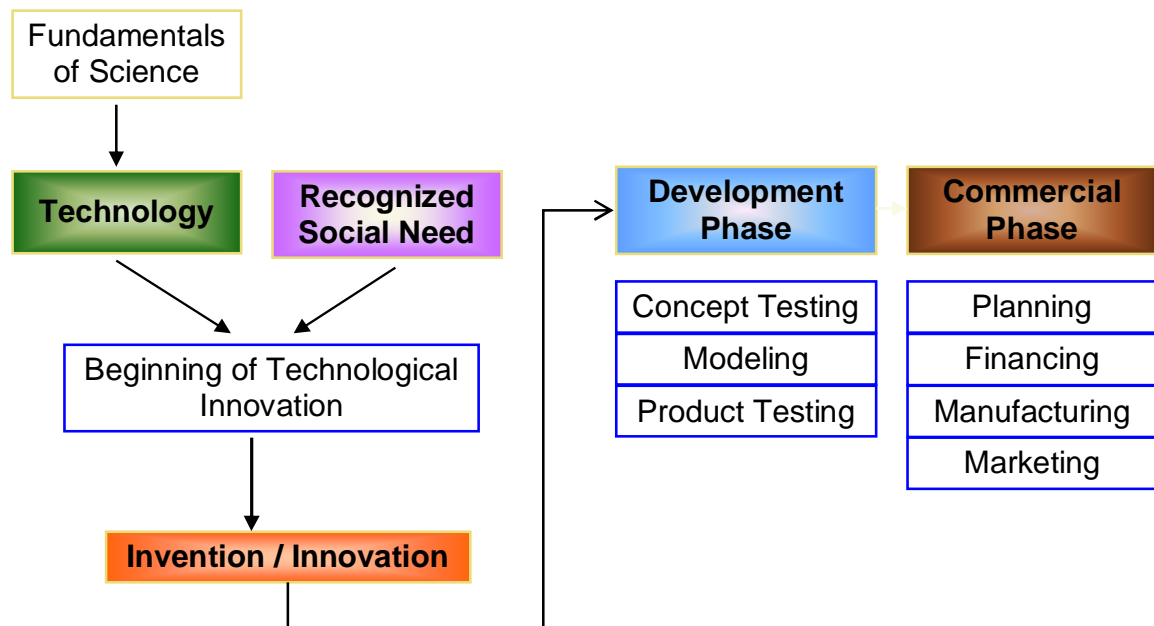 Fundamentals
of Science
Technology
Recognized
Social Need
Beginning of Technological
Innovation
Invention / Innovation
Development
Phase
Concept Testing
Modeling
Product Testing
Commercial
Phase
Planning
Financing
Manufacturing
Marketing